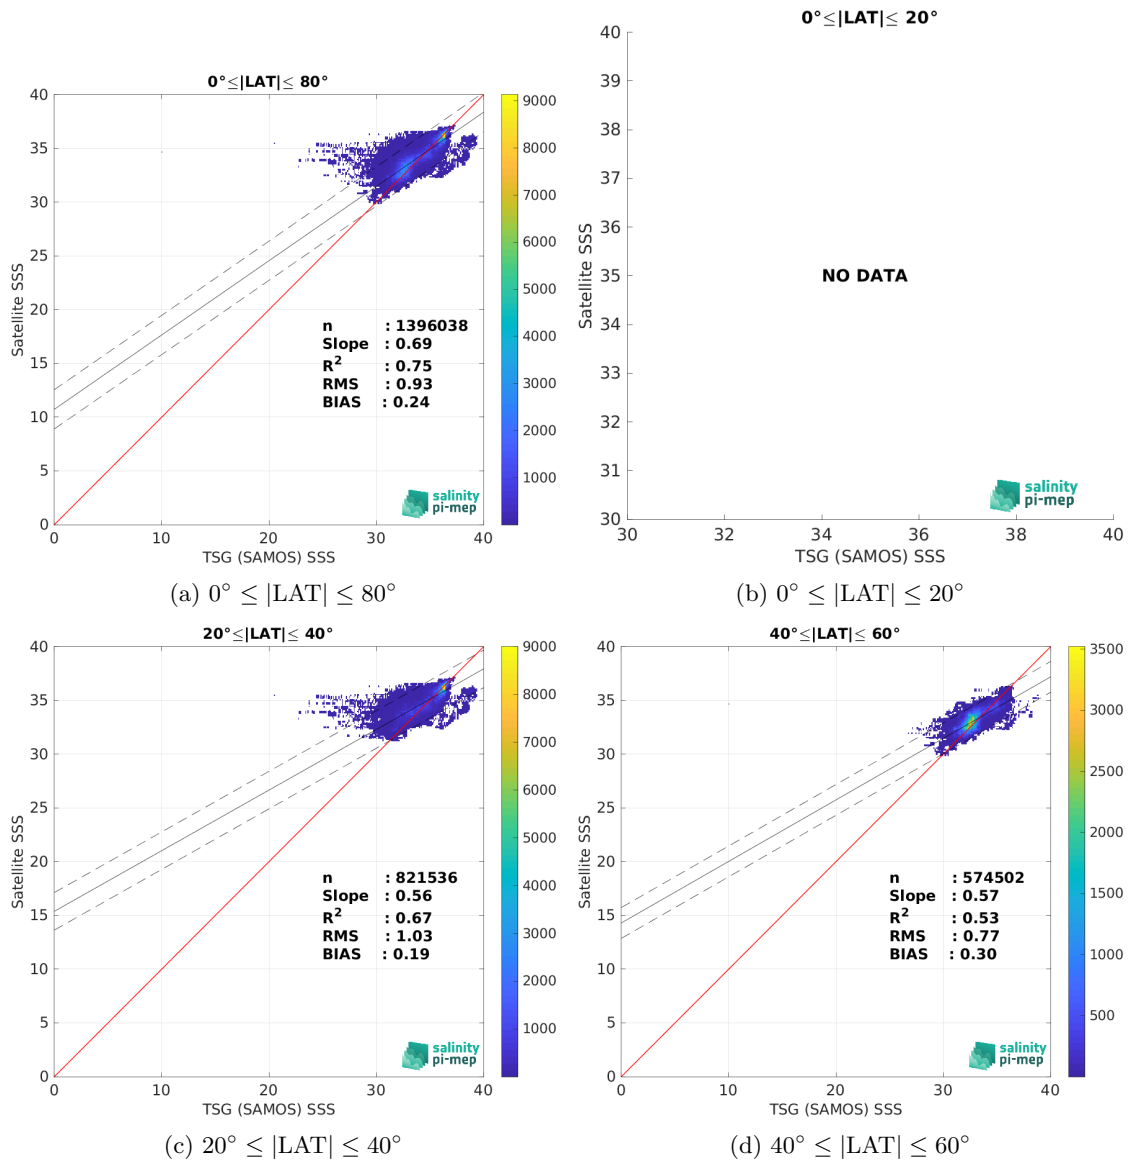 0°≤|LAT|≤ 80°
40
35
30
25
20
15
10
5
0
Satellite SSS
n : 1396038
Slope : 0.69
R² : 0.75
RMS : 0.93
BIAS : 0.24
salinity
pi-mep
0 10 20 30 40
TSG (SAMOS) SSS
9000
8000
7000
6000
5000
4000
3000
2000
1000
(a) 0° ≤ |LAT| ≤ 80°
0°≤|LAT|≤ 20°
40
39
38
37
36
35
34
33
32
31
30
Satellite SSS
NO DATA
salinity
pi-mep
30 32 34 36 38 40
TSG (SAMOS) SSS
(b) 0° ≤ |LAT| ≤ 20°
20°≤|LAT|≤ 40°
40
35
30
25
20
15
10
5
0
Satellite SSS
n : 821536
Slope : 0.56
R² : 0.67
RMS : 1.03
BIAS : 0.19
salinity
pi-mep
0 10 20 30 40
TSG (SAMOS) SSS
9000
8000
7000
6000
5000
4000
3000
2000
1000
(c) 20° ≤ |LAT| ≤ 40°
40°≤|LAT|≤ 60°
40
35
30
25
20
15
10
5
0
Satellite SSS
n : 574502
Slope : 0.57
R² : 0.53
RMS : 0.77
BIAS : 0.30
salinity
pi-mep
0 10 20 30 40
TSG (SAMOS) SSS
3500
3000
2500
2000
1500
1000
500
(d) 40° ≤ |LAT| ≤ 60°